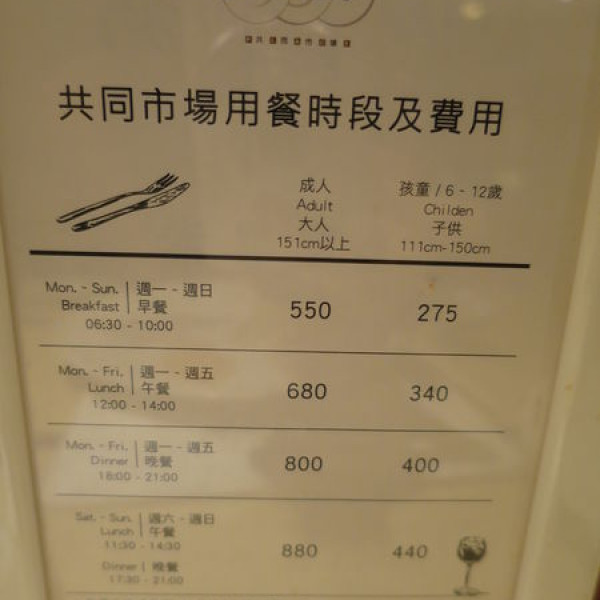 共同市場用餐時段及費用
成人 孩童 / 6 - 12歲
Adult Childen
大人 子供
151cm以上 111cm-150cm
Mon. - Sun. 週一 - 週日
Breakfast 早餐 550 275
06:30 - 10:00
Mon. - Fri. 週一 - 週五
Lunch 午餐 680 340
12:00 - 14:00
Mon. - Fri. 週一 - 週五
Dinner 晚餐 800 400
18:00 - 21:00
Sat. - Sun. 週六 - 週日
Lunch 午餐
11:30 - 14:30 880 440
Dinner 晚餐
17:30 - 21:00